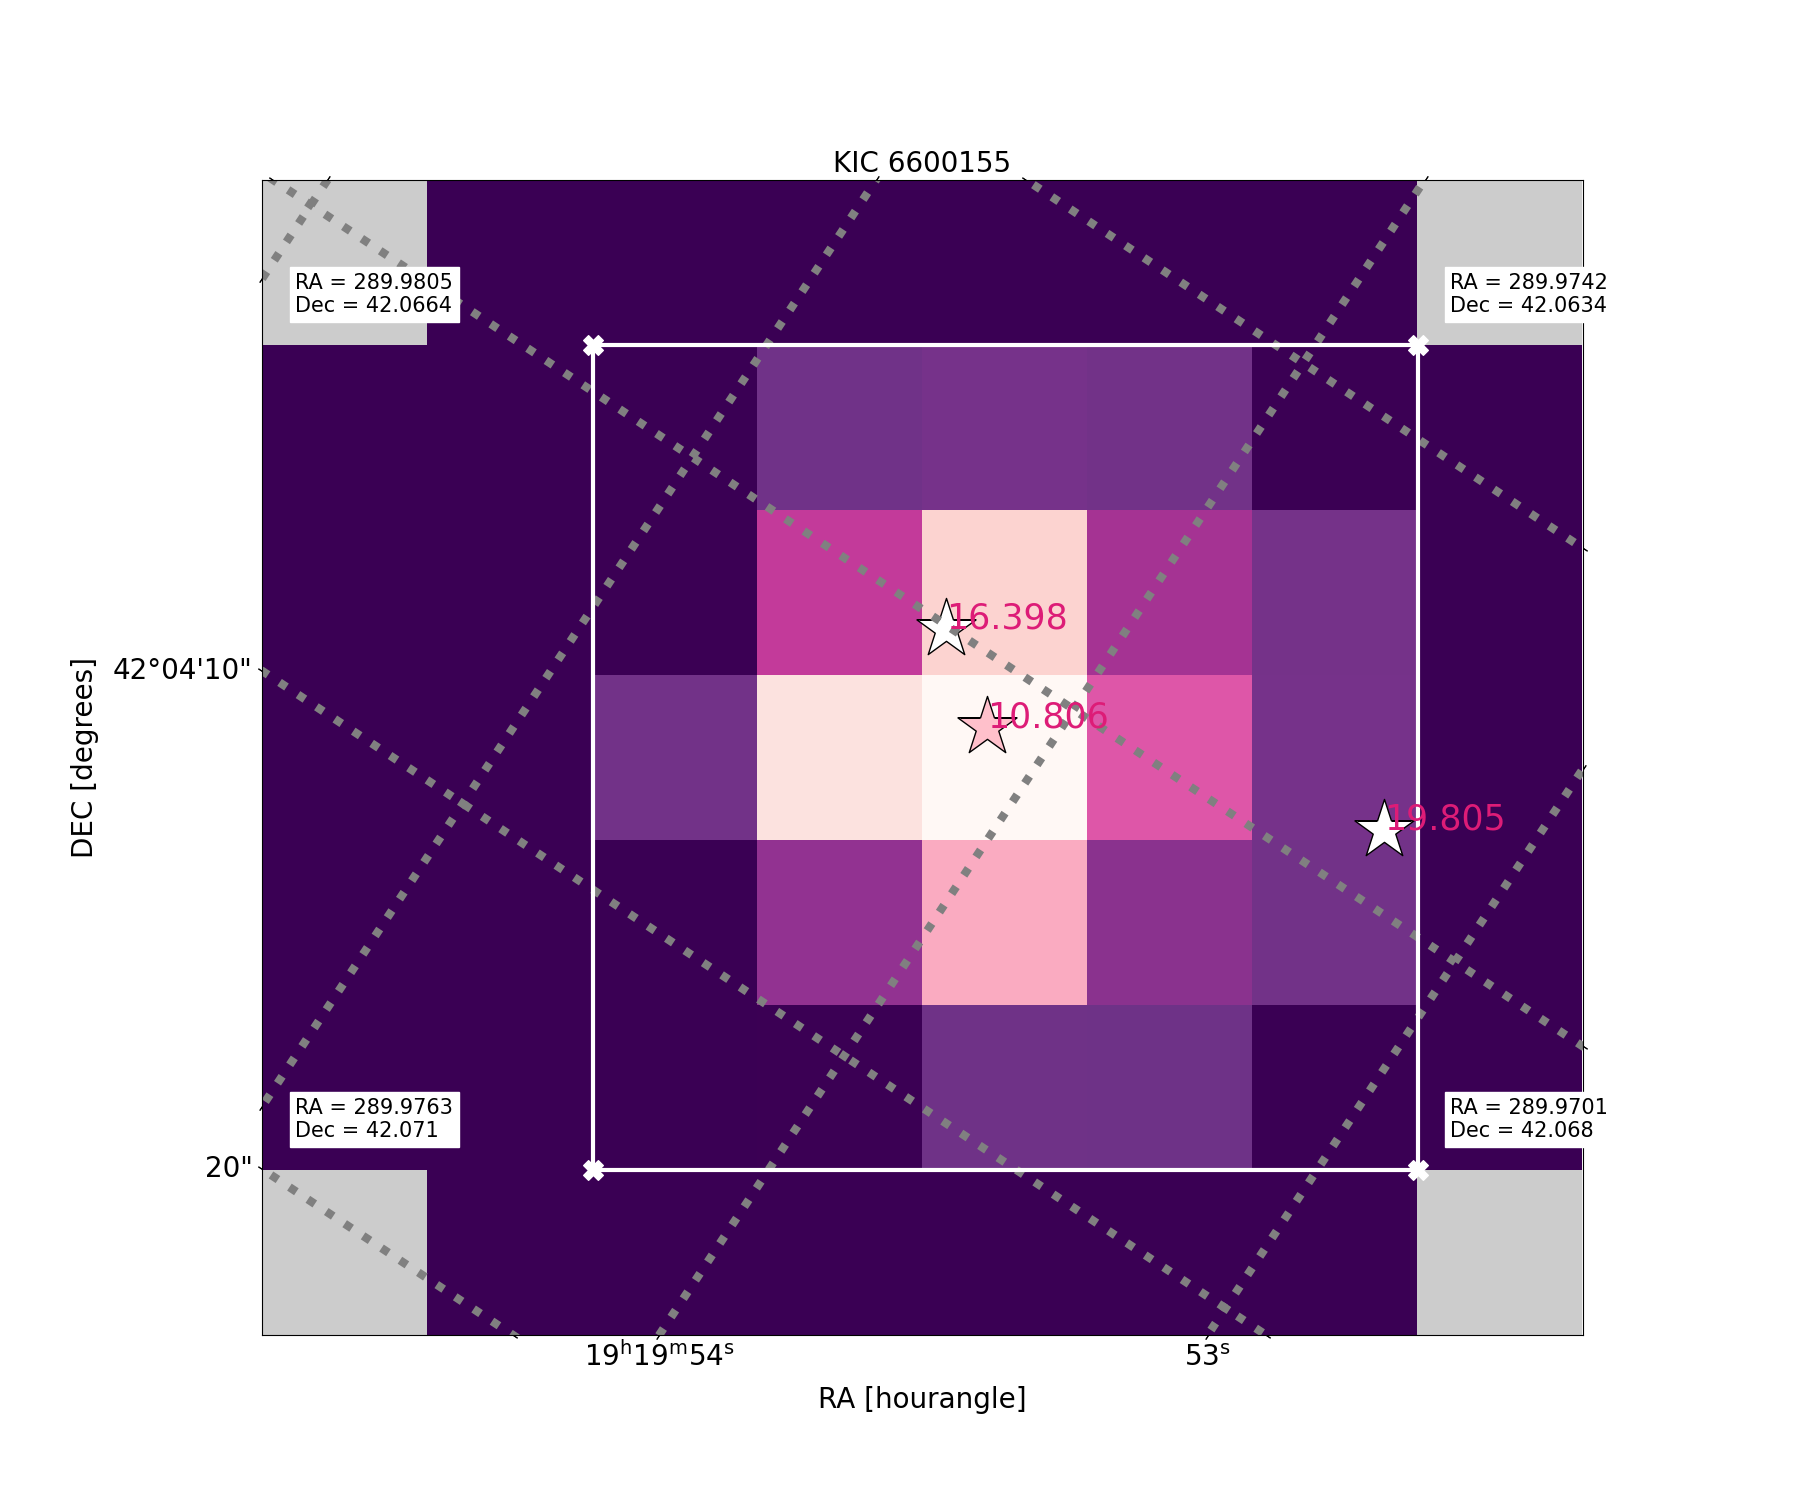 KIC 6600155
RA = 289.9805
Dec = 42.0664
RA = 289.9742
Dec = 42.0634
16.398
10.806
19.805
42°04'10"
DEC [degrees]
RA = 289.9763
Dec = 42.071
RA = 289.9701
Dec = 42.068
20"
19ʰ19ᵐ54ˢ
53ˢ
RA [hourangle]